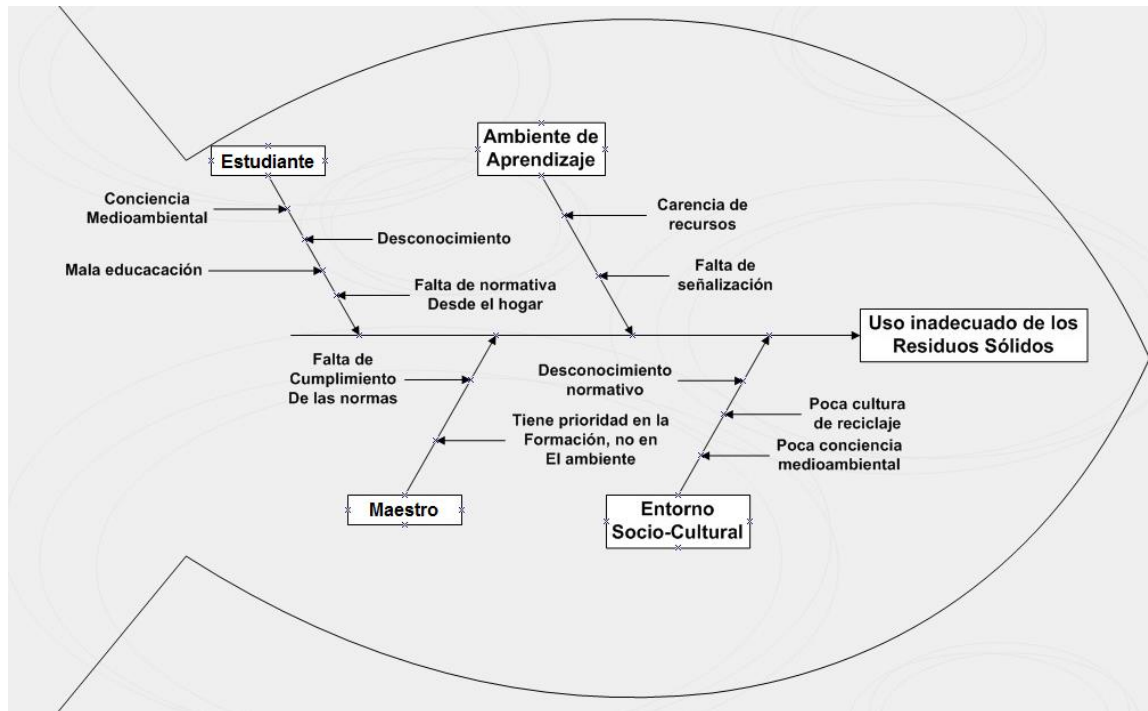 Estudiante
Ambiente de
Aprendizaje
Conciencia
Medioambiental
Desconocimiento
Mala educacación
Falta de normativa
Desde el hogar
Carencia de
recursos
Falta de
señalización
Uso inadecuado de los
Residuos Sólidos
Falta de
Cumplimiento
De las normas
Tiene prioridad en la
Formación, no en
El ambiente
Desconocimiento
normativo
Poca cultura
de reciclaje
Poca conciencia
medioambiental
Maestro
Entorno
Socio-Cultural